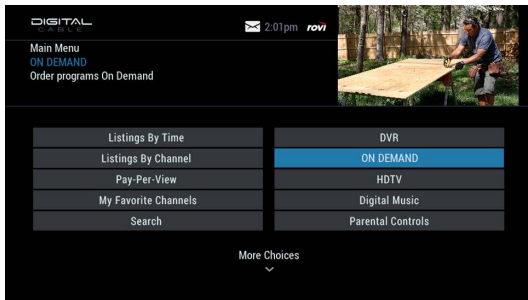 DIGITAL
CABLE
2:01pm rovi
Main Menu
ON DEMAND
Order programs On Demand
Listings By Time
DVR
Listings By Channel
ON DEMAND
Pay-Per-View
HDTV
My Favorite Channels
Digital Music
Search
Parental Controls
More Choices